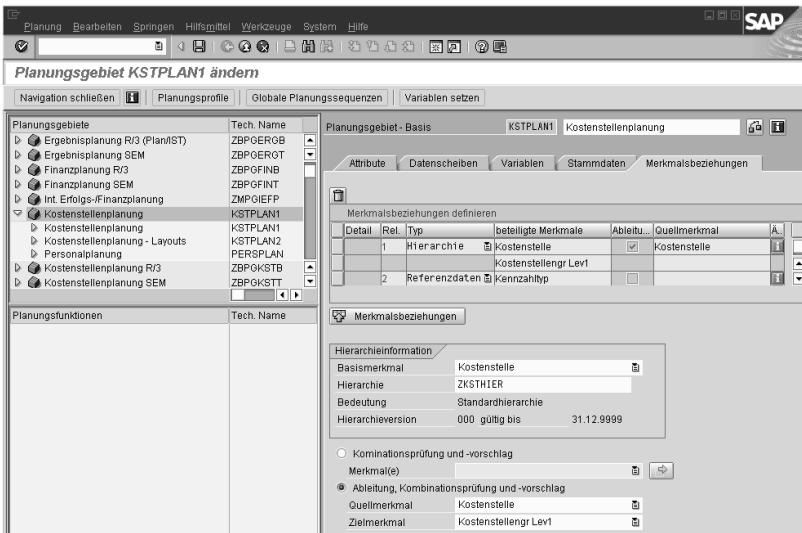 Planung Bearbeiten Springen Hilfsmittel Werkzeuge System Hilfe
SAP
Planungsgebiet KSTPLAN1 ändern
Navigation schließen Planungsprofile Globale Planungssequenzen Variablen setzen
Planungsgebiete Tech. Name
Ergebnisplanung R/3 (Plan/IST) ZBPGERGB
Ergebnisplanung SEM ZBPGERGT
Finanzplanung R/3 ZBPGFINB
Finanzplanung SEM ZBPGFINT
Int. Erfolgs-/Finanzplanung ZMPGIEFP
Kostenstellenplanung KSTPLAN1
Kostenstellenplanung KSTPLAN1
Kostenstellenplanung - Layouts KSTPLAN2
Personalplanung PERSPLAN
Kostenstellenplanung R/3 ZBPGKSTB
Kostenstellenplanung SEM ZBPGKSTT
Planungsfunktionen Tech. Name
Planungsgebiet - Basis KSTPLAN1 Kostenstellenplanung
Attribute Datenscheiben Variablen Stammdaten Merkmalsbeziehungen
Merkmalsbeziehungen definieren
Detail Rel. Typ beteiligte Merkmale Ableitu... Quellmerkmal Ä..
1 Hierarchie Kostenstelle Kostenstelle
Kostenstellengr Lev1
2 Referenzdaten Kennzahltyp
Merkmalsbeziehungen
Hierarchieinformation
Basismerkmal Kostenstelle
Hierarchie ZKSTHIER
Bedeutung Standardhierarchie
Hierarchieversion 000 gültig bis 31.12.9999
Kominationsprüfung und -vorschlag
Merkmal(e)
Ableitung, Kombinationsprüfung und -vorschlag
Quellmerkmal Kostenstelle
Zielmerkmal Kostenstellengr Lev1